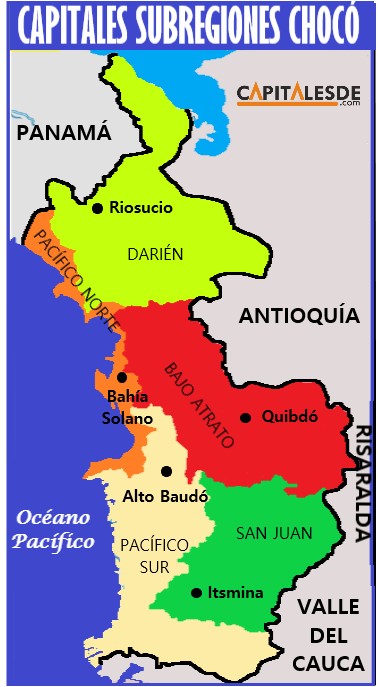 CAPITALES SUBREGIONES CHOCÓ
CAPITALESDE
.com
PANAMÁ
Riosucio
DARIÉN
PACÍFICO NORTE
ANTIOQUÍA
BAJO ATRATO
Bahía
Solano
Quibdó
RISARALDA
Alto Baudó
Océano
Pacífico
PACÍFICO
SUR
SAN JUAN
Itsmina
VALLE
DEL
CAUCA